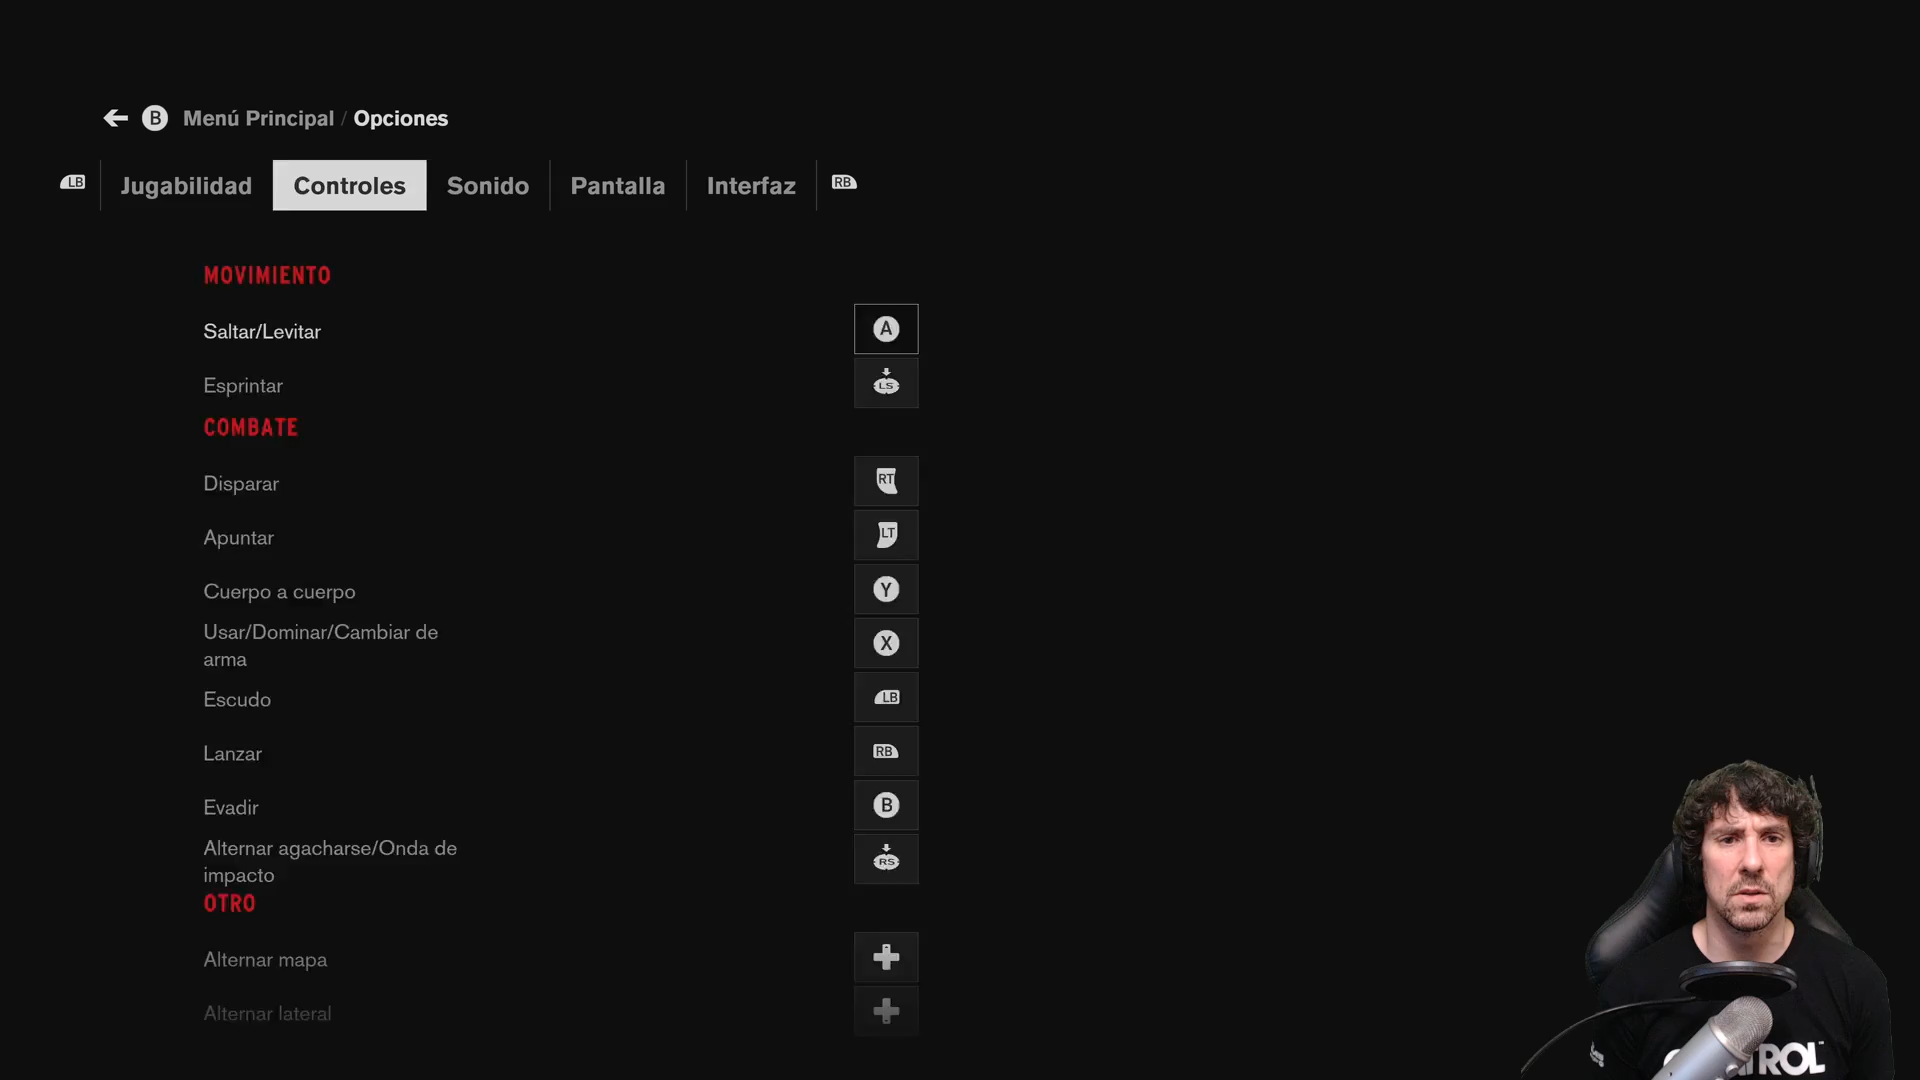 B Menú Principal / Opciones
LB Jugabilidad Controles Sonido Pantalla Interfaz RB
MOVIMIENTO
Saltar/Levitar A
Esprintar LS
COMBATE
Disparar RT
Apuntar LT
Cuerpo a cuerpo Y
Usar/Dominar/Cambiar de
arma X
Escudo LB
Lanzar RB
Evadir B
Alternar agacharse/Onda de
impacto RS
OTRO
Alternar mapa
Alternar lateral
TROL™